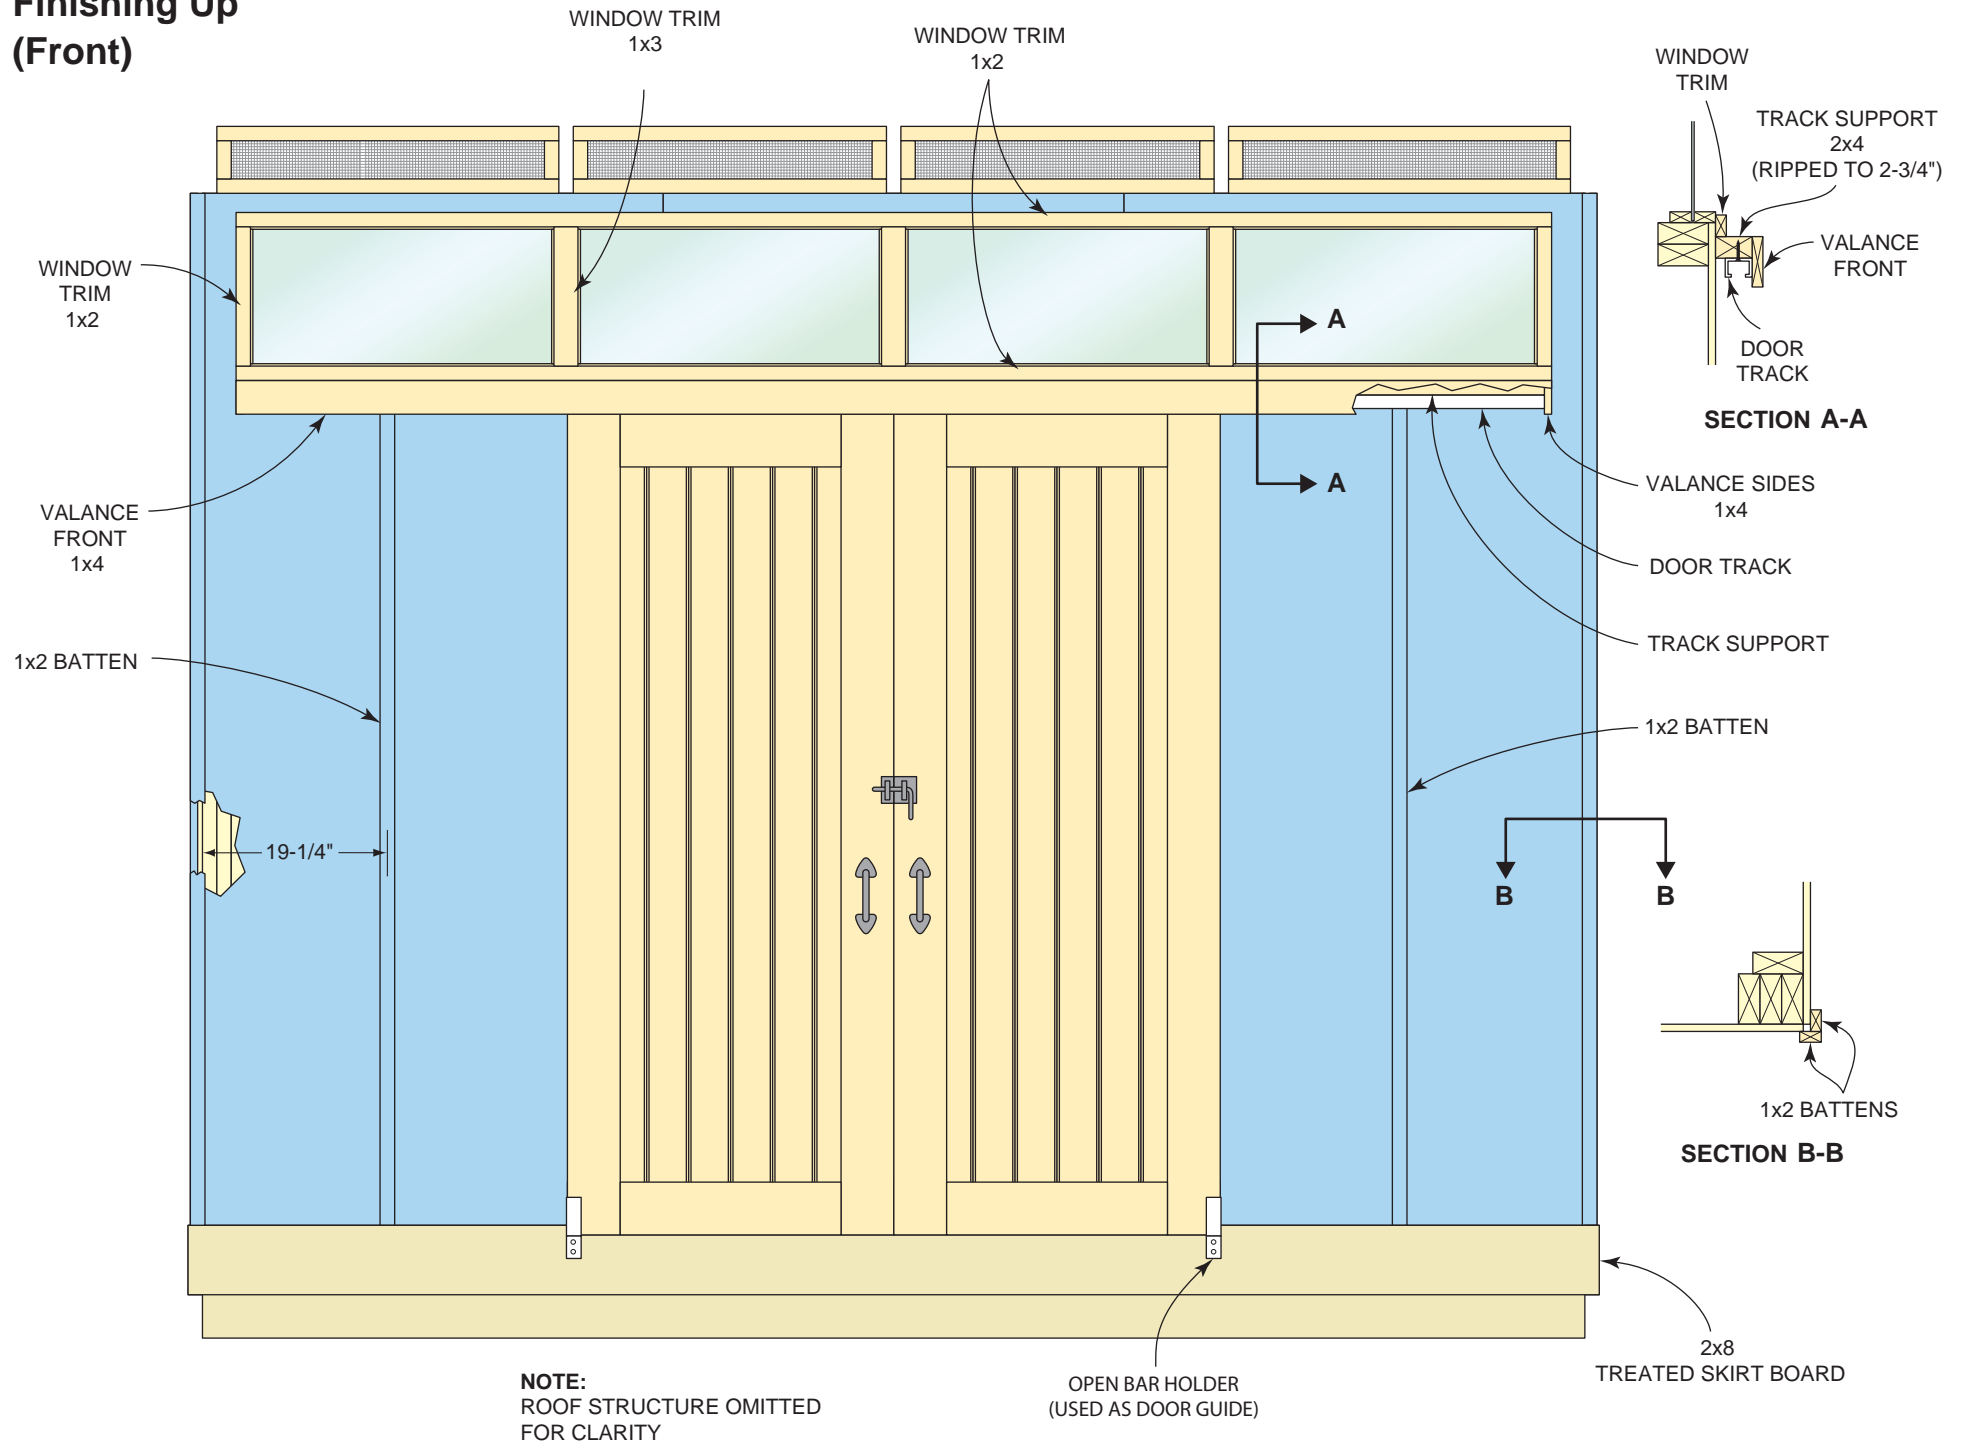 Finishing Up
(Front)
WINDOW TRIM
1x3
WINDOW TRIM
1x2
WINDOW
TRIM
TRACK SUPPORT
2x4
(RIPPED TO 2-3/4")
VALANCE
FRONT
DOOR
TRACK
SECTION A-A
WINDOW
TRIM
1x2
A
A
VALANCE SIDES
1x4
VALANCE
FRONT
1x4
DOOR TRACK
TRACK SUPPORT
1x2 BATTEN
1x2 BATTEN
19-1/4"
B
B
1x2 BATTENS
SECTION B-B
2x8
TREATED SKIRT BOARD
OPEN BAR HOLDER
(USED AS DOOR GUIDE)
NOTE:
ROOF STRUCTURE OMITTED
FOR CLARITY